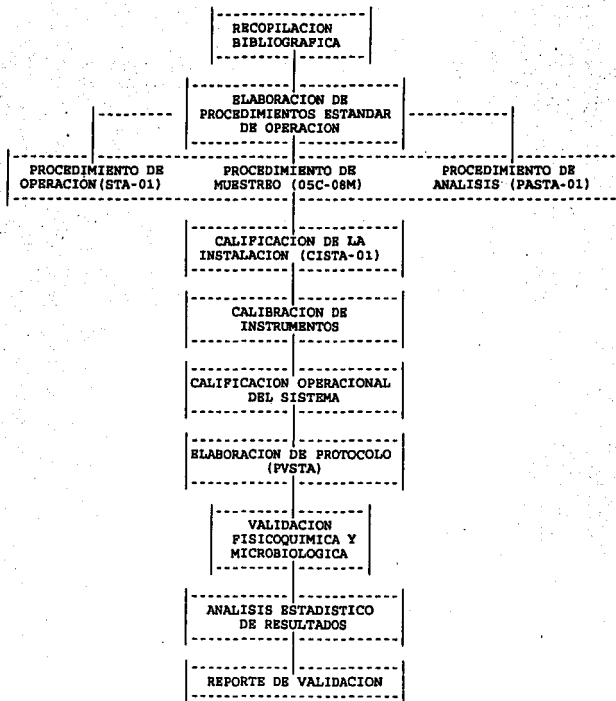 RECOPILACION
BIBLIOGRAFICA
ELABORACION DE
PROCEDIMIENTOS ESTANDAR
DE OPERACION
PROCEDIMIENTO DE
OPERACIÓN(STA-01)
PROCEDIMIENTO DE
MUESTREO (05C-08M)
PROCEDIMIENTO DE
ANALISIS (PASTA-01)
CALIFICACION DE LA
INSTALACION (CISTA-01)
CALIBRACION DE
INSTRUMENTOS
CALIFICACION OPERACIONAL
DEL SISTEMA
ELABORACION DE PROTOCOLO
(PVSTA)
VALIDACION
FISICOQUIMICA Y
MICROBIOLOGICA
ANALISIS ESTADISTICO
DE RESULTADOS
REPORTE DE VALIDACION